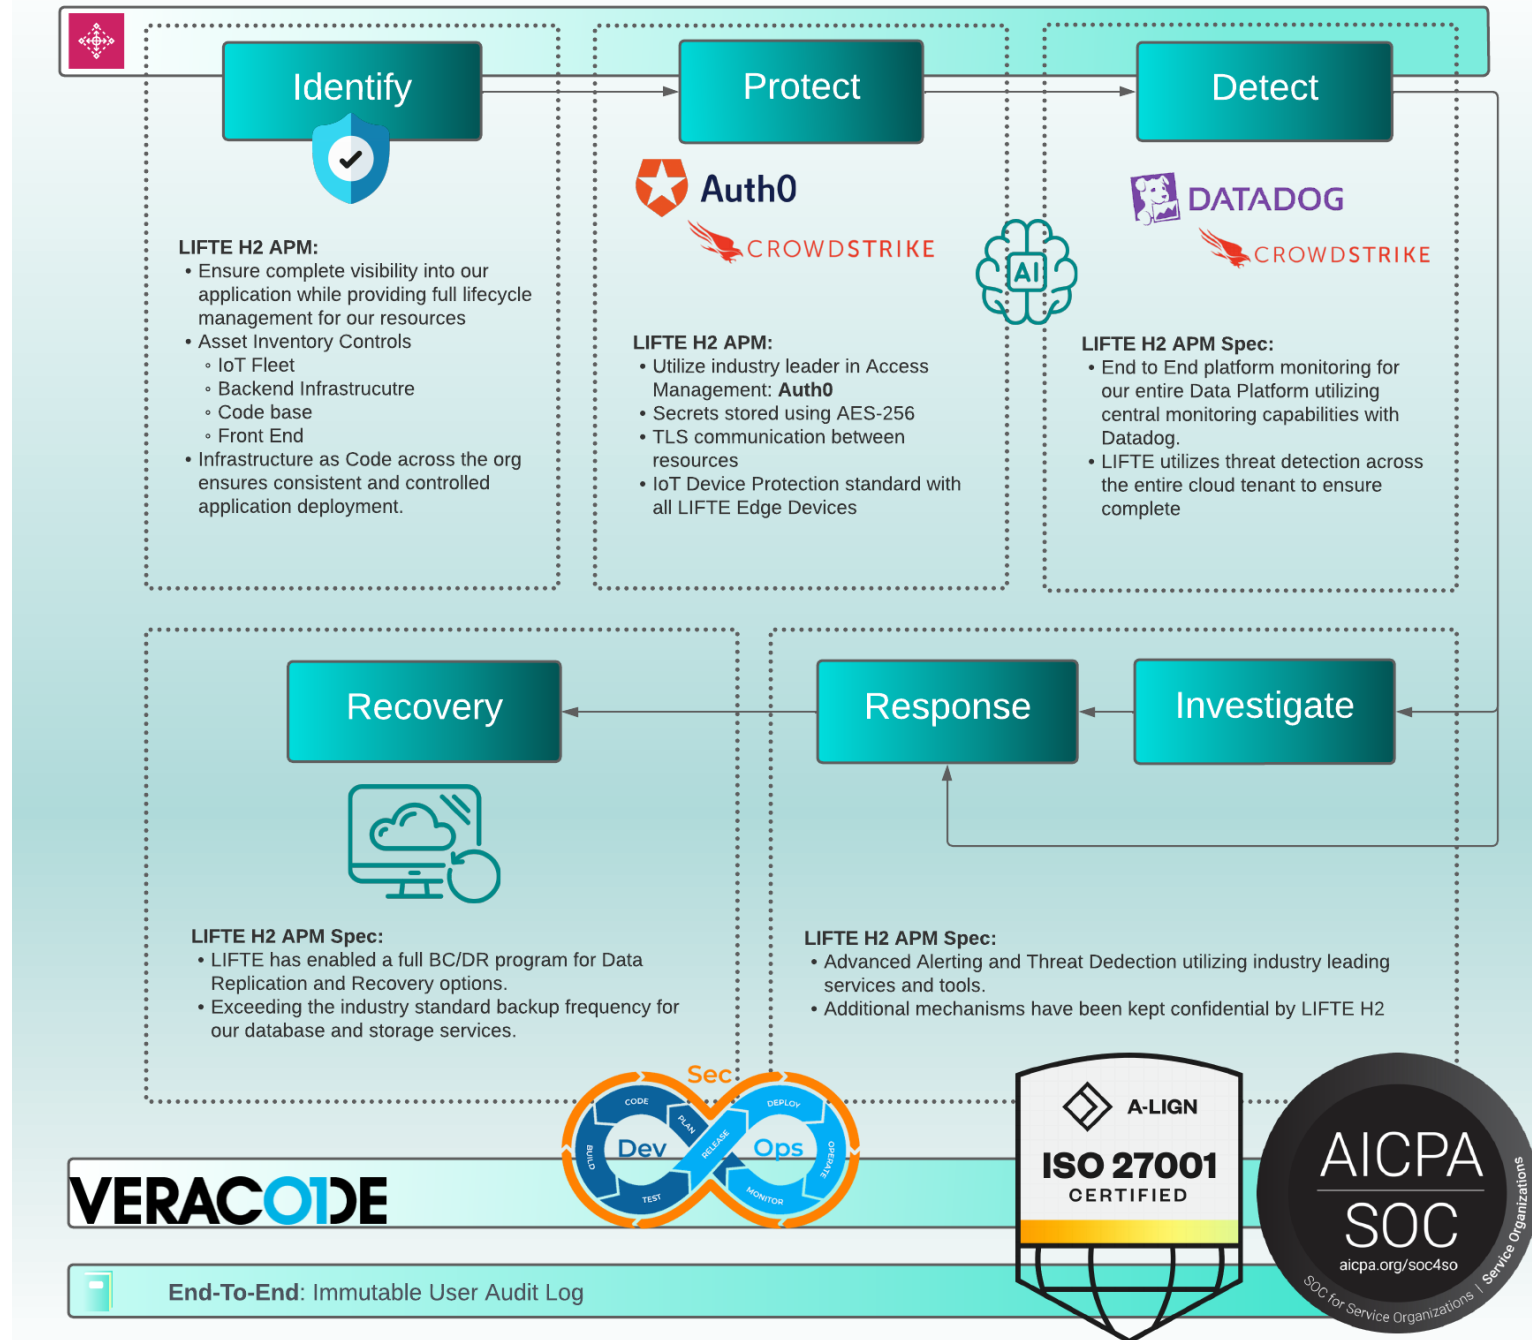 Identify
Protect
Detect
Auth0
CROWDSTRIKE
AI
DATADOG
CROWDSTRIKE
LIFTE H2 APM:
• Ensure complete visibility into our
application while providing full lifecycle
management for our resources
• Asset Inventory Controls
◦ IoT Fleet
◦ Backend Infrastrucutre
◦ Code base
◦ Front End
• Infrastructure as Code across the org
ensures consistent and controlled
application deployment.
LIFTE H2 APM:
• Utilize industry leader in Access
Management: Auth0
• Secrets stored using AES-256
• TLS communication between
resources
• IoT Device Protection standard with
all LIFTE Edge Devices
LIFTE H2 APM Spec:
• End to End platform monitoring for
our entire Data Platform utilizing
central monitoring capabilities with
Datadog.
• LIFTE utilizes threat detection across
the entire cloud tenant to ensure
complete
Recovery
Response
Investigate
LIFTE H2 APM Spec:
• LIFTE has enabled a full BC/DR program for Data
Replication and Recovery options.
• Exceeding the industry standard backup frequency for
our database and storage services.
LIFTE H2 APM Spec:
• Advanced Alerting and Threat Dedection utilizing industry leading
services and tools.
• Additional mechanisms have been kept confidential by LIFTE H2
Sec
Dev
Ops
CODE
PLAN
BUILD
TEST
RELEASE
DEPLOY
OPERATE
MONITOR
VERACODE
A-LIGN
ISO 27001
CERTIFIED
AICPA
SOC
aicpa.org/soc4so
SOC for Service Organizations | Service Organizations
End-To-End: Immutable User Audit Log